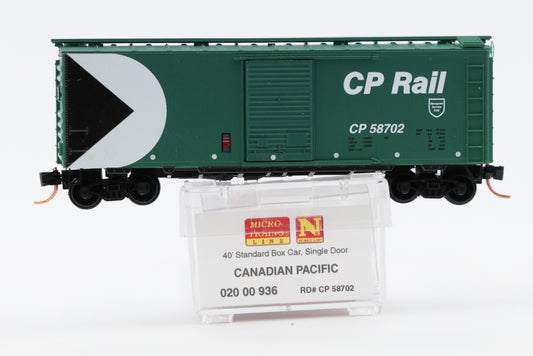 CP Rail
CP 58702
MICRO-
TRAINS
LINE
N
40' Standard Box Car, Single Door
CANADIAN PACIFIC
020 00 936 RD# CP 58702